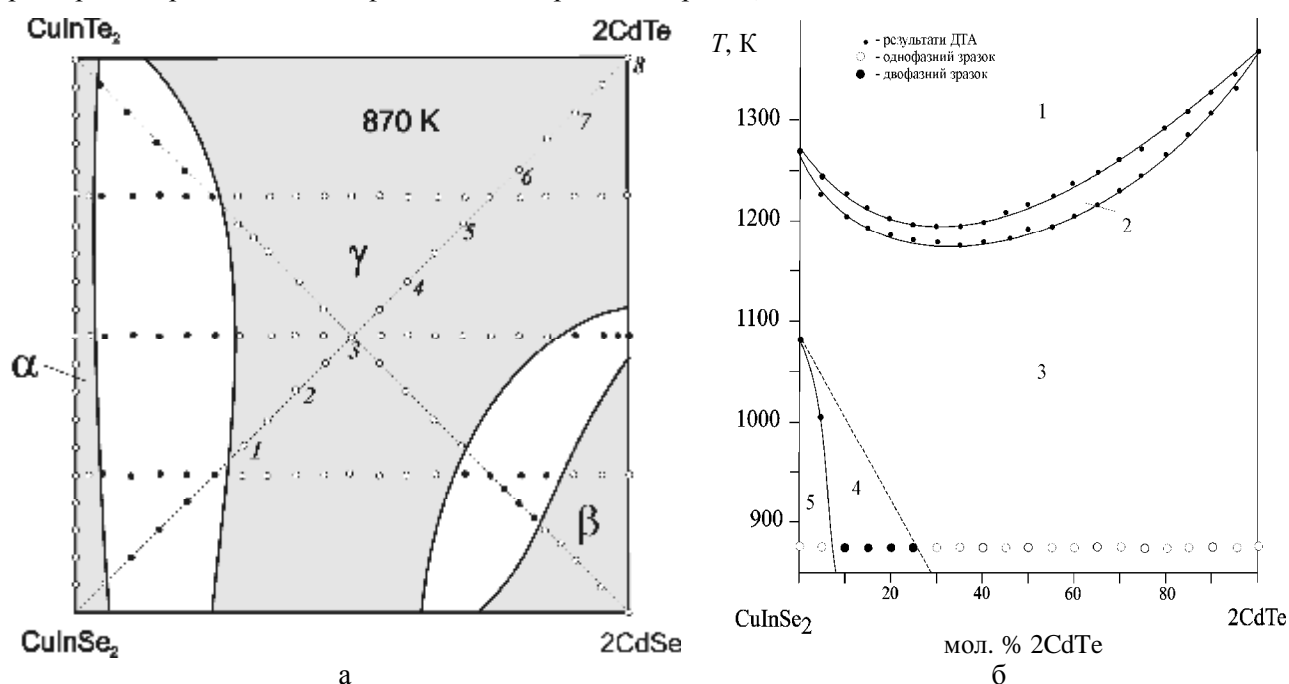 CuInTe₂
2CdTe
8
870 K
7
6
γ
5
4
α
3
2
1
β
CuInSe₂
2CdSe
а
T, К
- результати ДТА
- однофазний зразок
- двофазний зразок
1300
1
1200
2
1100
3
1000
5
4
900
20
40
60
80
CuInSe₂
2CdTe
мол. % 2CdTe
б